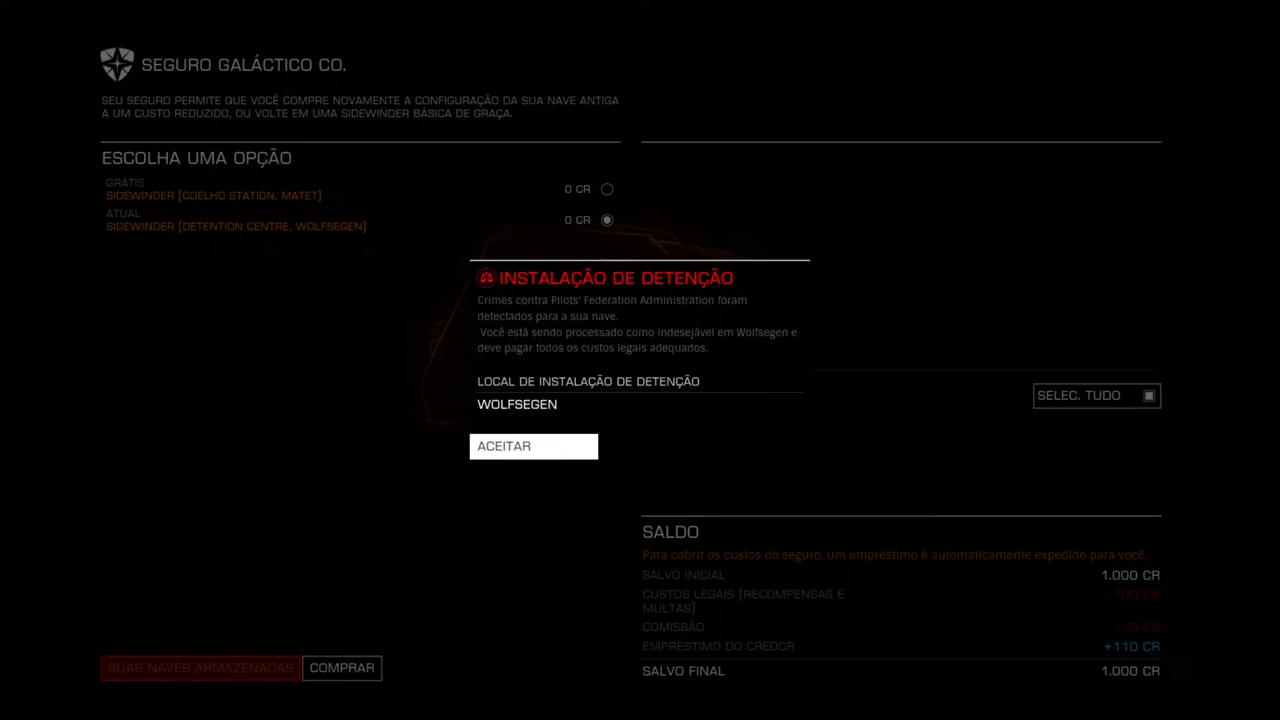 SEGURO GALÁCTICO CO.
SEU SEGURO PERMITE QUE VOCÊ COMPRE NOVAMENTE A CONFIGURAÇÃO DA SUA NAVE ANTIGA
A UM CUSTO REDUZIDO, OU VOLTE EM UMA SIDEWINDER BÁSICA DE GRAÇA.
ESCOLHA UMA OPÇÃO
GRÁTIS
SIDEWINDER (COELHO STATION, MATET)
0 CR
ATUAL
SIDEWINDER (DETENTION CENTRE, WOLFSEGEN)
0 CR
INSTALAÇÃO DE DETENÇÃO
Crimes contra Pilots' Federation Administration foram
detectados para a sua nave.
Você está sendo processado como indesejável em Wolfsegen e
deve pagar todos os custos legais adequados.
LOCAL DE INSTALAÇÃO DE DETENÇÃO
WOLFSEGEN
ACEITAR
SELEC. TUDO
SALDO
Para cobrir os custos do seguro, um empréstimo é automaticamente expedido para você.
SALVO INICIAL 1.000 CR
CUSTOS LEGAIS (RECOMPENSAS E
MULTAS) -100 CR
COMISSÃO -10 CR
EMPRÉSTIMO DO CREDOR +110 CR
SALVO FINAL 1.000 CR
SUAS NAVES ARMAZENADAS
COMPRAR